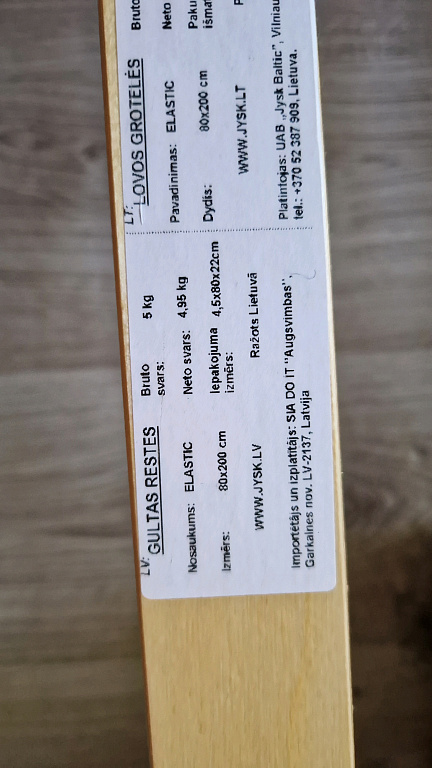 LV:
GULTAS RESTES
Nosaukums: ELASTIC
Izmērs: 80x200 cm
WWW.JYSK.LV
Bruto svars: 5 kg
Neto svars: 4,95 kg
Iepakojuma izmērs: 4,5x80x22cm
Ražots Lietuvā
Importētājs un izplatītājs: SIA DO IT "Augsvimbas",
Garkalnes nov. LV-2137, Latvija
LT:
LOVOS GROTELĖS
Pavadinimas: ELASTIC
Dydis: 80x200 cm
WWW.JYSK.LT
Bruto
Neto
Platintojas: UAB „Jysk Baltic", Vilniau
tel.: +370 52 387 909, Lietuva.